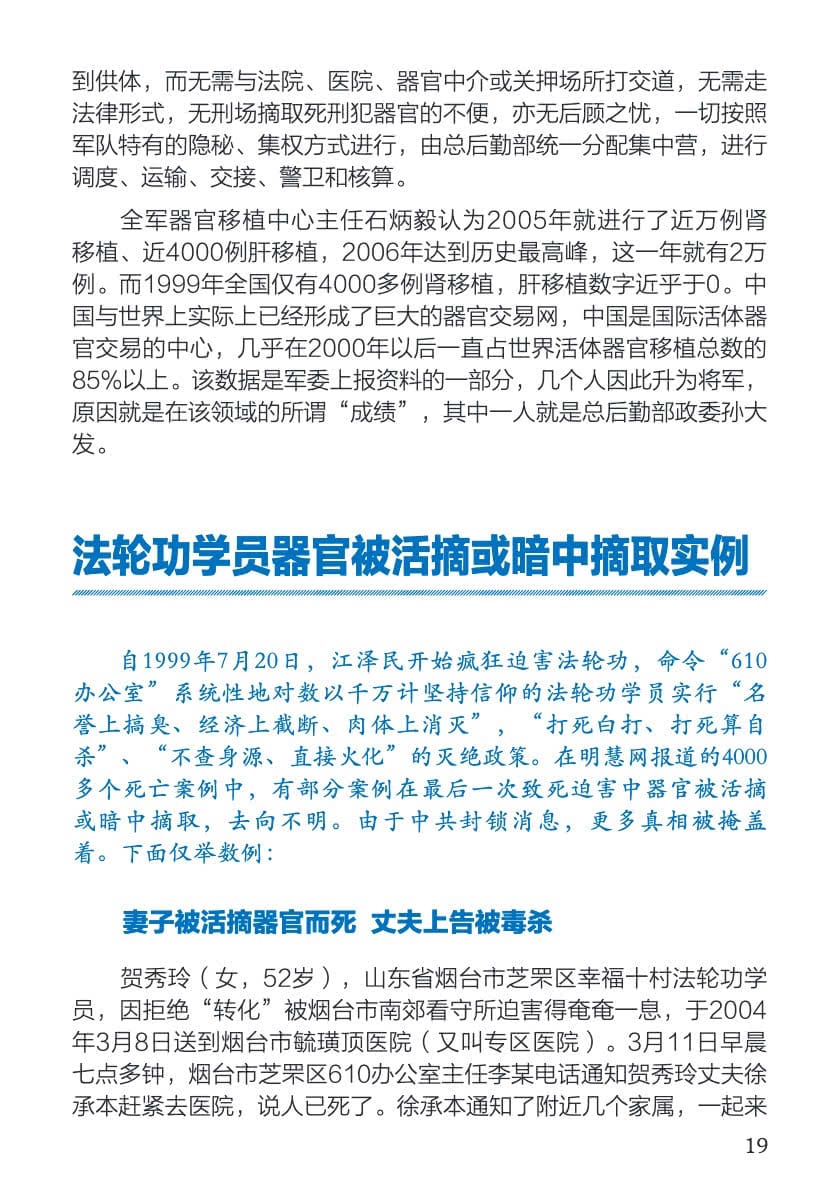 到供体，而无需与法院、医院、器官中介或关押场所打交道，无需走
法律形式，无刑场摘取死刑犯器官的不便，亦无后顾之忧，一切按照
军队特有的隐秘、集权方式进行，由总后勤部统一分配集中营，进行
调度、运输、交接、警卫和核算。
全军器官移植中心主任石炳毅认为2005年就进行了近万例肾
移植、近4000例肝移植，2006年达到历史最高峰，这一年就有2万
例。而1999年全国仅有4000多例肾移植，肝移植数字近乎于0。中
国与世界上实际上已经形成了巨大的器官交易网，中国是国际活体器
官交易的中心，几乎在2000年以后一直占世界活体器官移植总数的
85%以上。该数据是军委上报资料的一部分，几个人因此升为将军，
原因就是在该领域的所谓“成绩”，其中一人就是总后勤部政委孙大
发。
法轮功学员器官被活摘或暗中摘取实例
自1999年7月20日，江泽民开始疯狂迫害法轮功，命令“610
办公室”系统性地对数以千万计坚持信仰的法轮功学员实行“名
誉上搞臭、经济上截断、肉体上消灭”，“打死白打、打死算自
杀”、“不查身源、直接火化”的灭绝政策。在明慧网报道的4000
多个死亡案例中，有部分案例在最后一次致死迫害中器官被活摘
或暗中摘取，去向不明。由于中共封锁消息，更多真相被掩盖
着。下面仅举数例：
妻子被活摘器官而死 丈夫上告被毒杀
贺秀玲（女，52岁），山东省烟台市芝罘区幸福十村法轮功学
员，因拒绝“转化”被烟台市南郊看守所迫害得奄奄一息，于2004
年3月8日送到烟台市毓璜顶医院（又叫专区医院）。3月11日早晨
七点多钟，烟台市芝罘区610办公室主任李某电话通知贺秀玲丈夫徐
承本赶紧去医院，说人已死了。徐承本通知了附近几个家属，一起来
19